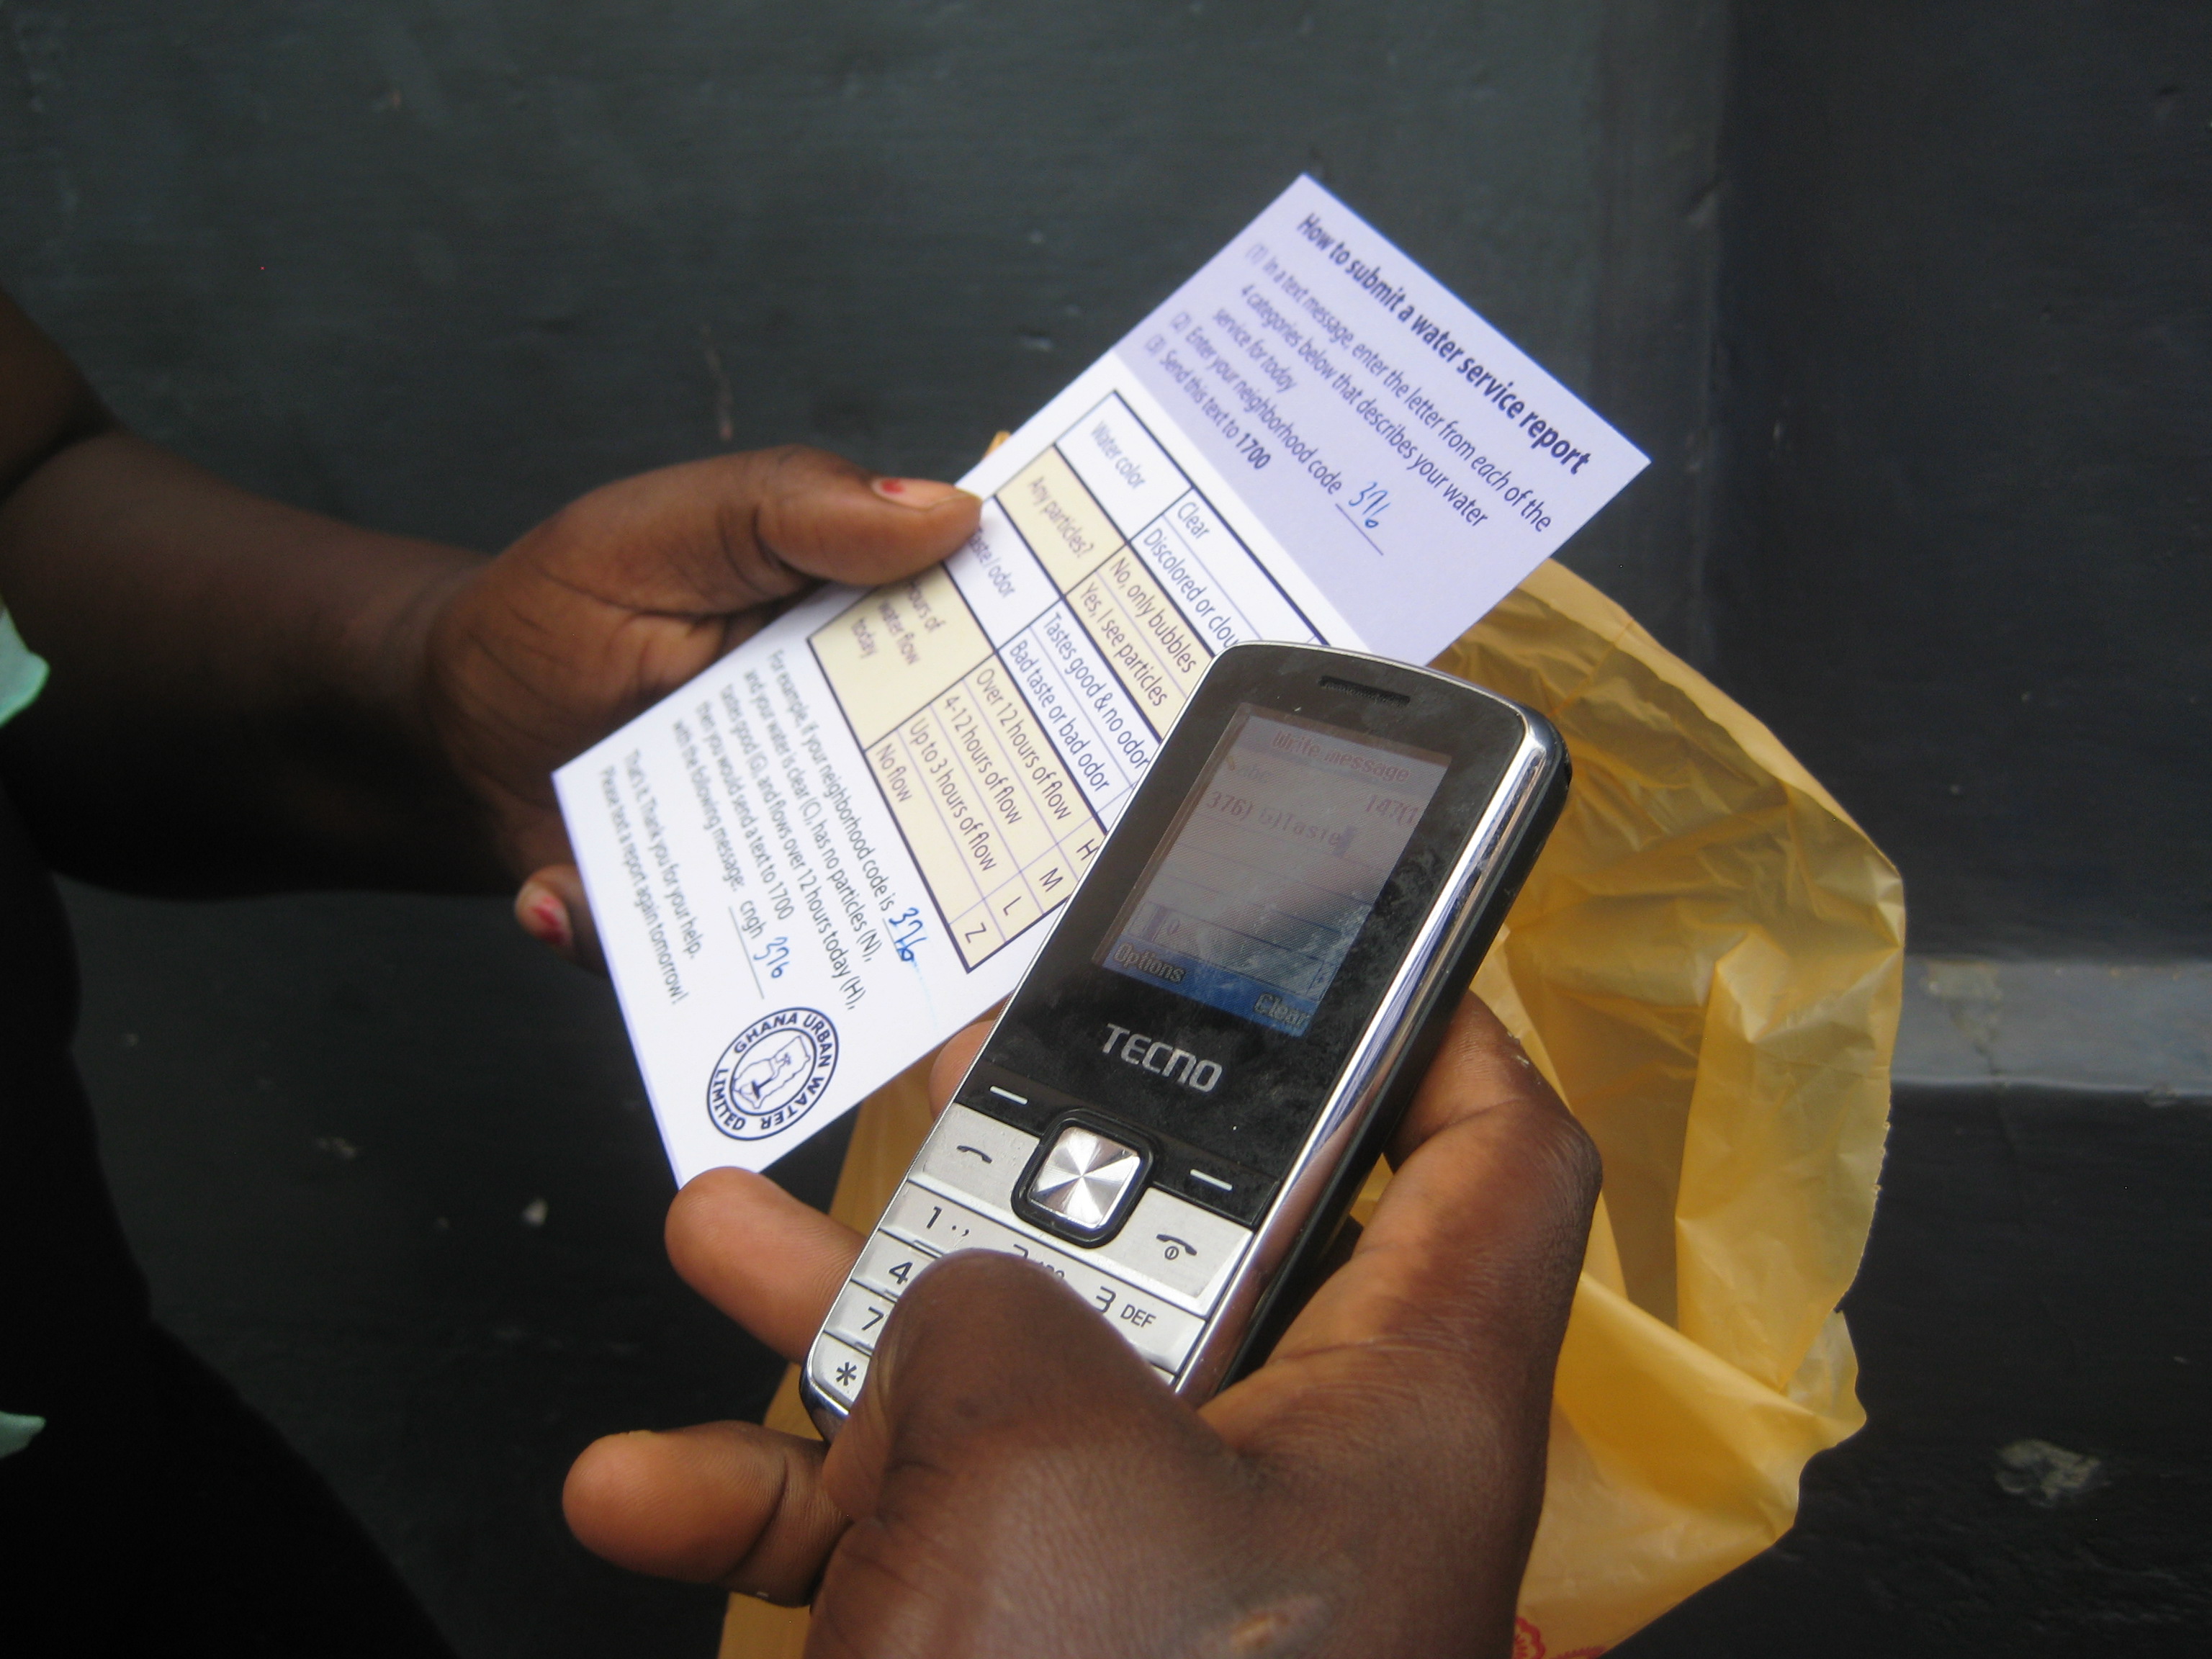 How to submit a water service report
(1) In a text message, enter the letter from each of the
4 categories below that describes your water
service for today
(2) Enter your neighborhood code 376
(3) Send this text to 1700
Water color
Clear
Discolored or
Any particles?
No, only bubbles
Yes, I see particles
/ odor
Tastes good & no odor
Bad taste or bad odor
of
water flow
today
Over 12 hours of flow H
4-12 hours of flow M
Up to 3 hours of flow L
No flow Z
For example, if your neighborhood code is 376
and your water is clear (C), has no particles (N),
tastes good (G), and flows over 12 hours today (H),
then you would send a text to 1700
with the following message: cngh 376
That's it. Thank you for your help.
Please text a report again tomorrow!
GHANA URBAN WATER
LIMITED
Write message
Options
Clear
TECNO
1 .,
3 DEF
4
7
*